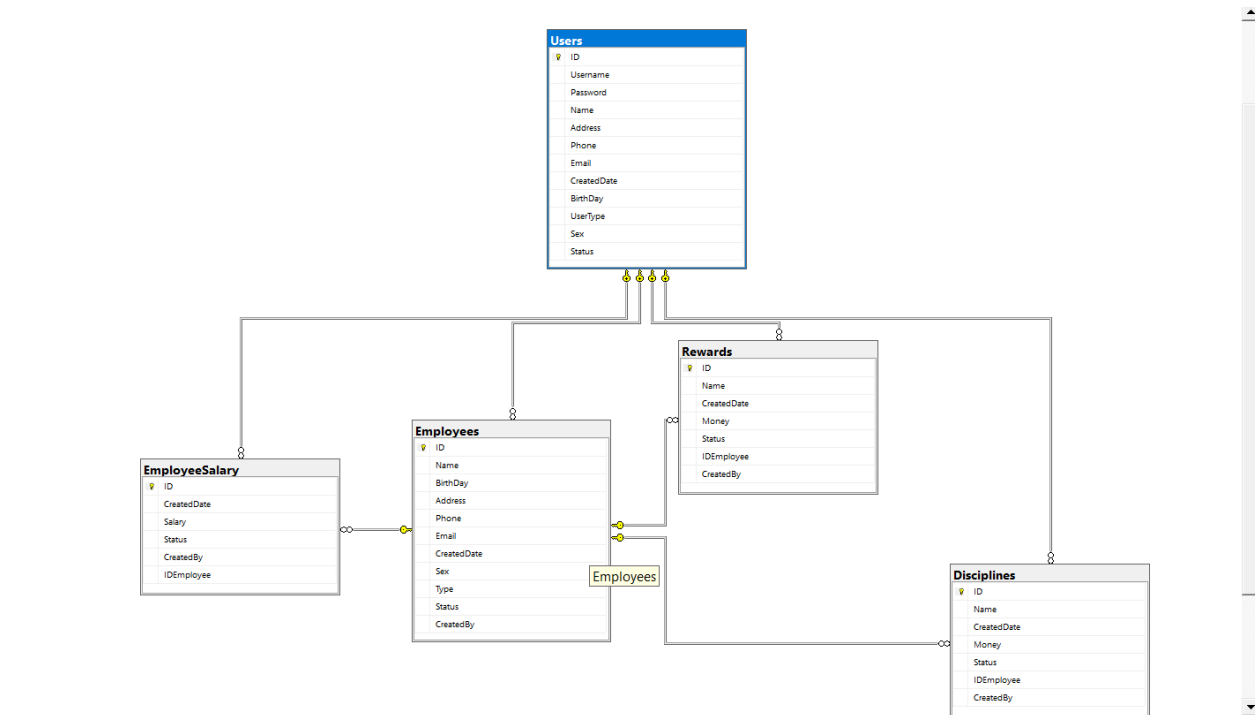 Users
ID
Username
Password
Name
Address
Phone
Email
CreatedDate
BirthDay
UserType
Sex
Status
Rewards
ID
Name
CreatedDate
Money
Status
IDEmployee
CreatedBy
Employees
ID
Name
BirthDay
Address
Phone
Email
CreatedDate
Sex
Type
Status
CreatedBy
Employees
EmployeeSalary
ID
CreatedDate
Salary
Status
CreatedBy
IDEmployee
Disciplines
ID
Name
CreatedDate
Money
Status
IDEmployee
CreatedBy